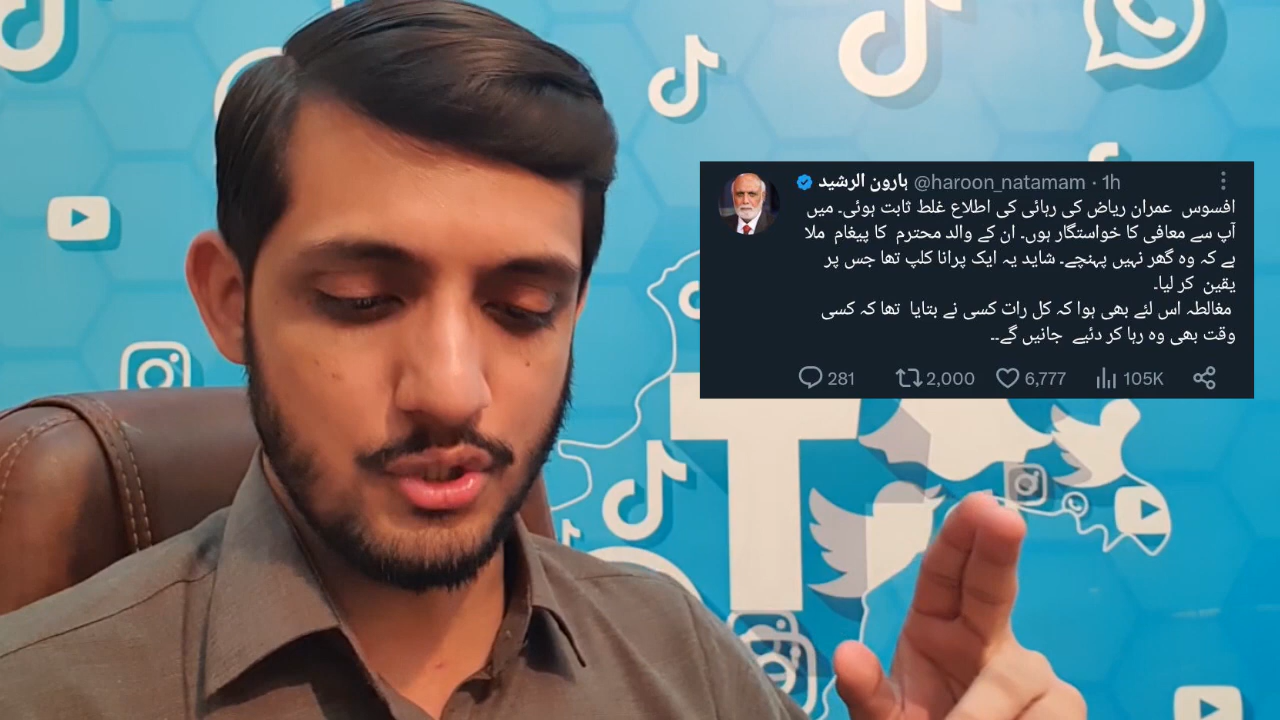 ہارون الرشید @haroon_natamam · 1h
افسوس عمران ریاض کی رہائی کی اطلاع غلط ثابت ہوئی۔ میں
آپ سے معافی کا خواستگار ہوں۔ ان کے والد محترم کا پیغام ملا
ہے کہ وہ گھر نہیں پہنچے۔ شاید یہ ایک پرانا کلپ تھا جس پر
یقین کر لیا۔
مغالطہ اس لئے بھی ہوا کہ کل رات کسی نے بتایا تھا کہ کسی
وقت بھی وہ رہا کر دئیے جانیں گے۔۔
281 2,000 6,777 105K
T